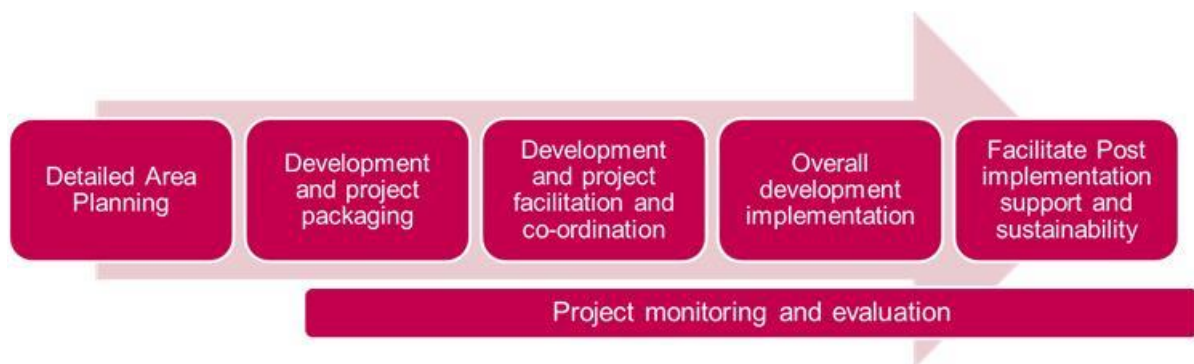 Detailed Area
Planning
Development
and project
packaging
Development
and project
facilitation and
co-ordination
Overall
development
implementation
Facilitate Post
implementation
support and
sustainability
Project monitoring and evaluation